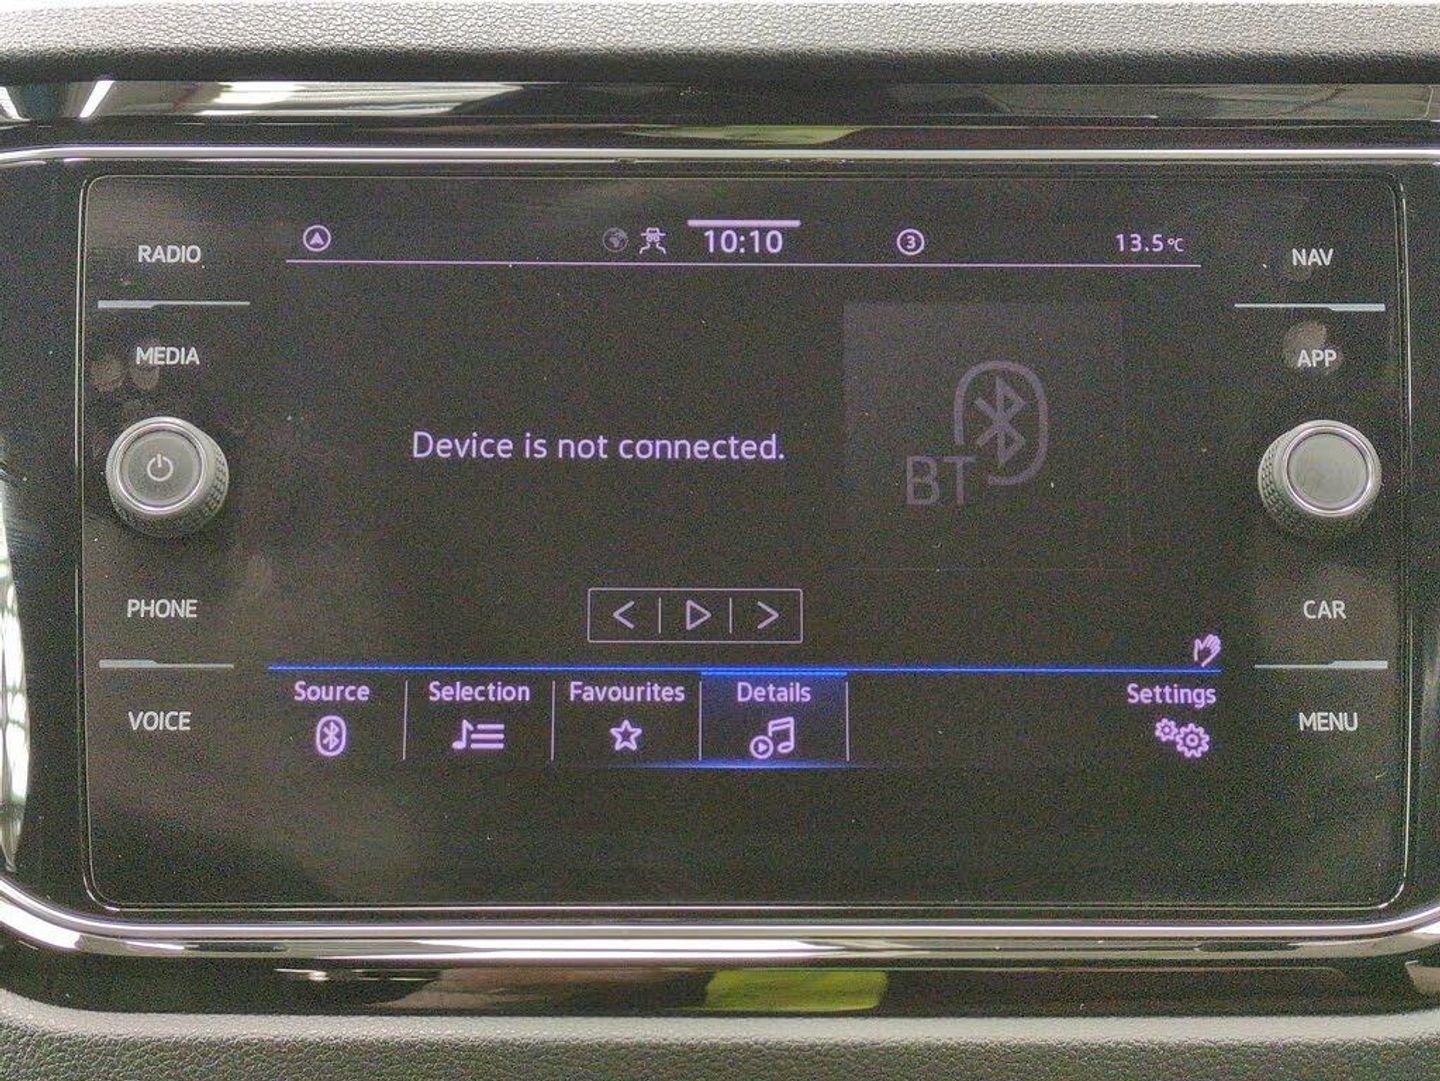 RADIO
10:10
3
13.5°C
NAV
MEDIA
APP
Device is not connected.
BT
PHONE
CAR
Source
Selection
Favourites
Details
Settings
VOICE
MENU